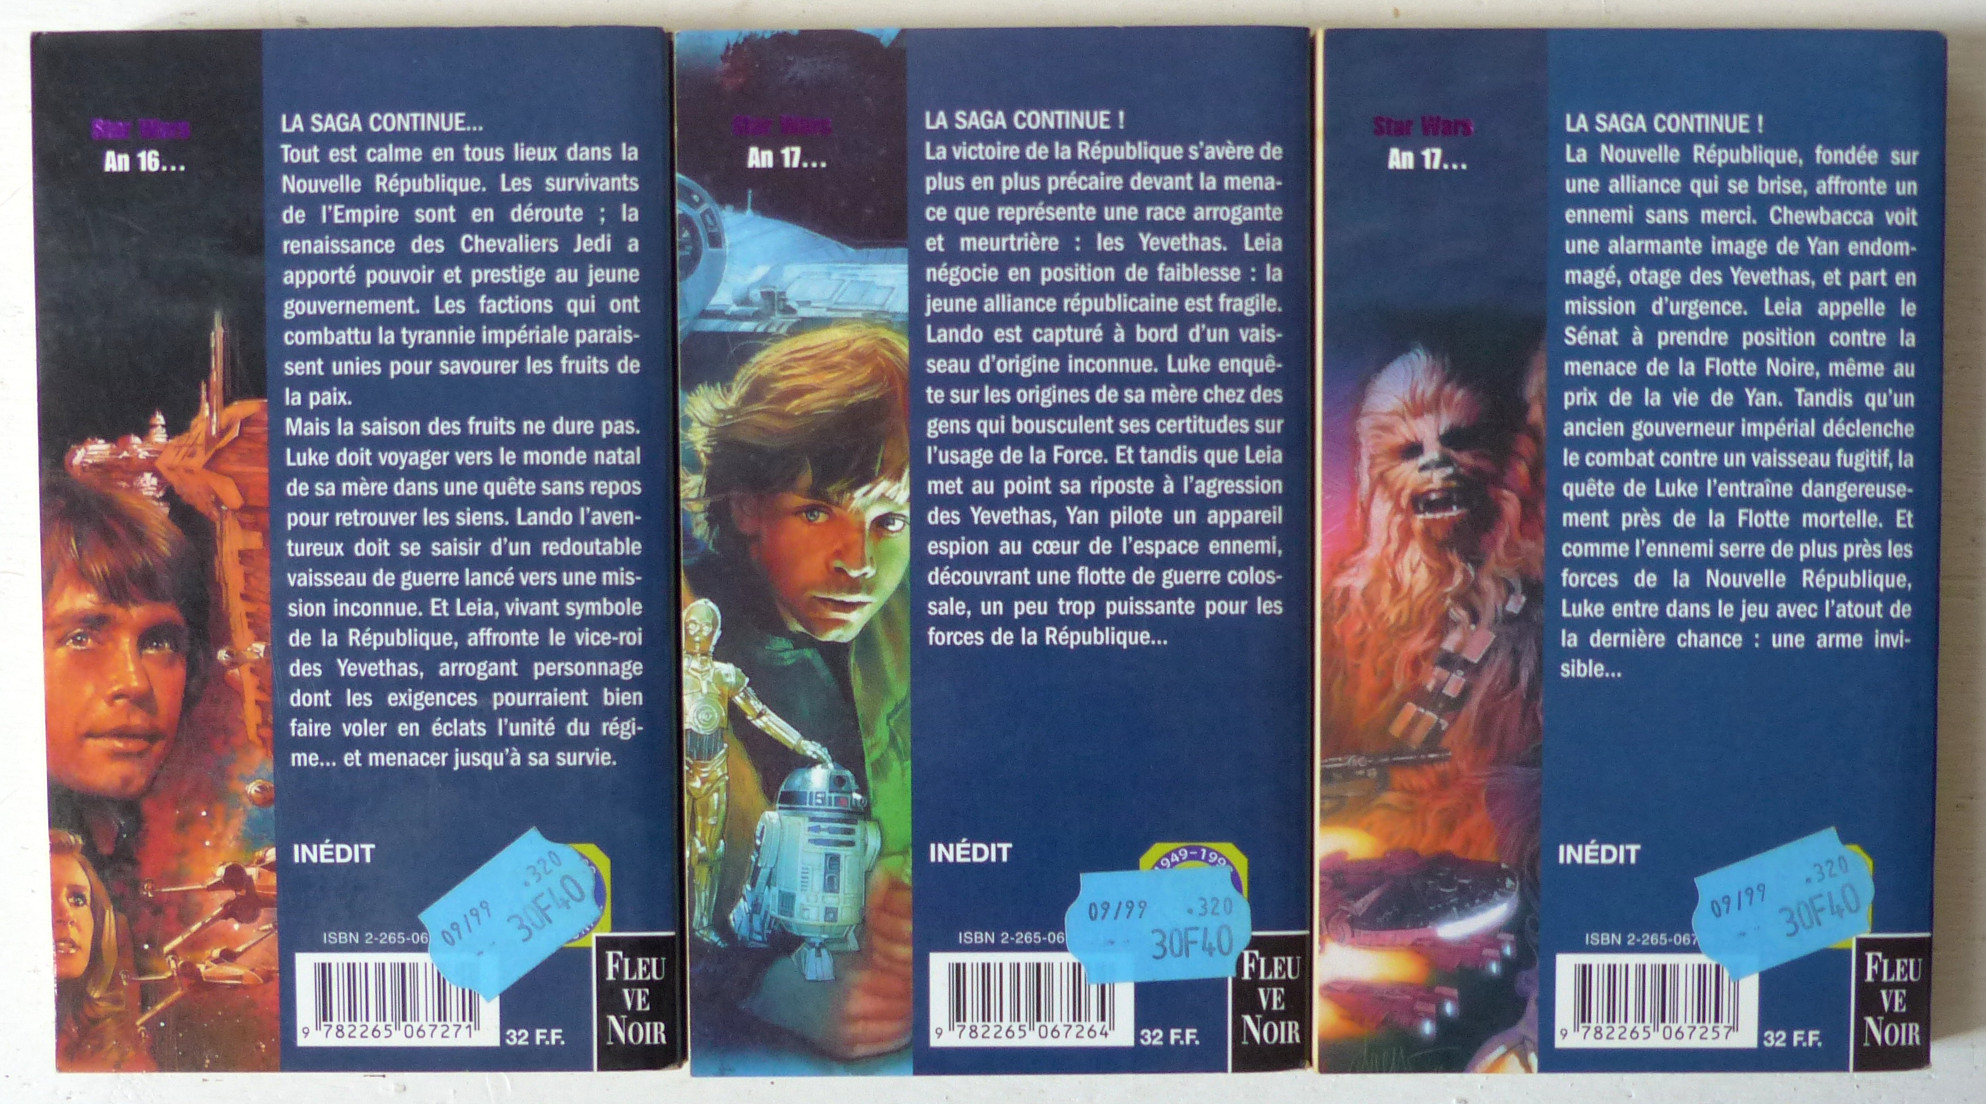 Star Wars
An 16...
LA SAGA CONTINUE...
Tout est calme en tous lieux dans la
Nouvelle République. Les survivants
de l'Empire sont en déroute ; la
renaissance des Chevaliers Jedi a
apporté pouvoir et prestige au jeune
gouvernement. Les factions qui ont
combattu la tyrannie impériale parais-
sent unies pour savourer les fruits de
la paix.
Mais la saison des fruits ne dure pas.
Luke doit voyager vers le monde natal
de sa mère dans une quête sans repos
pour retrouver les siens. Lando l'aven-
tureux doit se saisir d'un redoutable
vaisseau de guerre lancé vers une mis-
sion inconnue. Et Leia, vivant symbole
de la République, affronte le vice-roi
des Yevethas, arrogant personnage
dont les exigences pourraient bien
faire voler en éclats l'unité du régi-
me... et menacer jusqu'à sa survie.
INÉDIT
09/99 .320
30F40
ISBN 2-265-06
9 782265 067271
32 F.F.
FLEU
VE
NOIR
Star Wars
An 17...
LA SAGA CONTINUE !
La victoire de la République s'avère de
plus en plus précaire devant la mena-
ce que représente une race arrogante
et meurtrière : les Yevethas. Leia
négocie en position de faiblesse : la
jeune alliance républicaine est fragile.
Lando est capturé à bord d'un vais-
seau d'origine inconnue. Luke enquê-
te sur les origines de sa mère chez des
gens qui bousculent ses certitudes sur
l'usage de la Force. Et tandis que Leia
met au point sa riposte à l'agression
des Yevethas, Yan pilote un appareil
espion au cœur de l'espace ennemi,
découvrant une flotte de guerre colos-
sale, un peu trop puissante pour les
forces de la République...
INÉDIT
1949-199
09/99 .320
30F40
ISBN 2-265-06
9 782265 067264
32 F.F.
FLEU
VE
NOIR
Star Wars
An 17...
LA SAGA CONTINUE !
La Nouvelle République, fondée sur
une alliance qui se brise, affronte un
ennemi sans merci. Chewbacca voit
une alarmante image de Yan endom-
magé, otage des Yevethas, et part en
mission d'urgence. Leia appelle le
Sénat à prendre position contre la
menace de la Flotte Noire, même au
prix de la vie de Yan. Tandis qu'un
ancien gouverneur impérial déclenche
le combat contre un vaisseau fugitif, la
quête de Luke l'entraîne dangereuse-
ment près de la Flotte mortelle. Et
comme l'ennemi serre de plus près les
forces de la Nouvelle République,
Luke entre dans le jeu avec l'atout de
la dernière chance : une arme invi-
sible...
INÉDIT
09/99 .320
30F40
ISBN 2-265-067
9 782265 067257
32 F.F.
FLEU
VE
NOIR